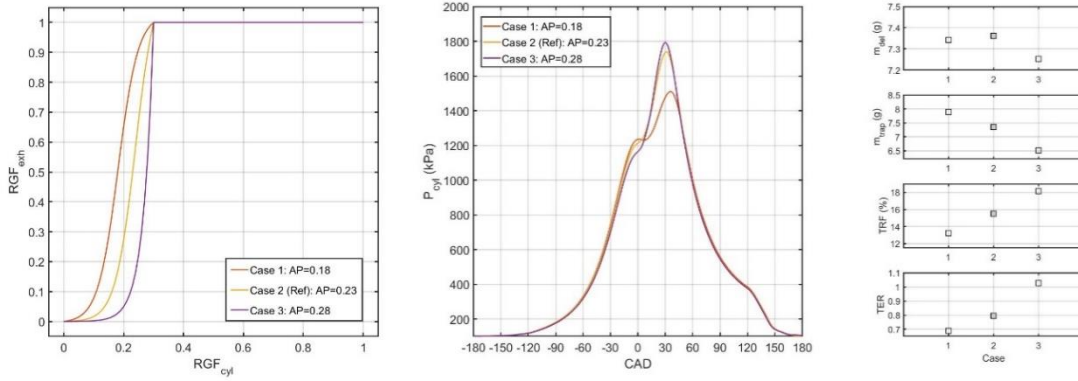 1
0.9
0.8
0.7
0.6
0.5
0.4
0.3
0.2
0.1
0
RGF_exh
Case 1: AP=0.18
Case 2 (Ref): AP=0.23
Case 3: AP=0.28
0 0.2 0.4 0.6 0.8 1
RGF_cyl
2000
1800
1600
1400
1200
1000
800
600
400
200
P_cyl (kPa)
Case 1: AP=0.18
Case 2 (Ref): AP=0.23
Case 3: AP=0.28
-180 -150 -120 -90 -60 -30 0 30 60 90 120 150 180
CAD
7.5
7.4
7.3
7.2
m_del (g)
1 2 3
8.5
8
7.5
7
6.5
m_trap (g)
1 2 3
18
16
14
12
TRF (%)
1 2 3
1.1
1
0.9
0.8
0.7
TER
1 2 3
Case